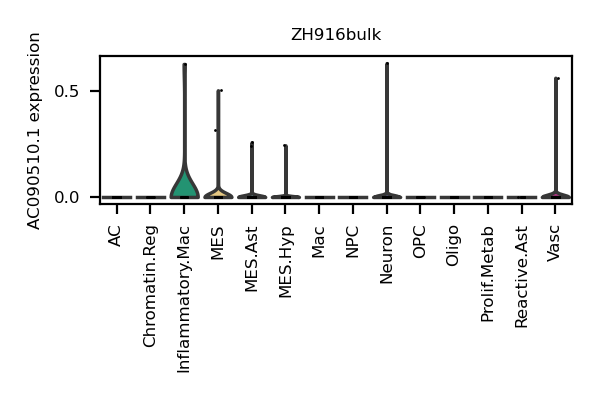 ZH916bulk
AC090510.1 expression
0.5
0.0
AC
Chromatin.Reg
Inflammatory.Mac
MES
MES.Ast
MES.Hyp
Mac
NPC
Neuron
OPC
Oligo
Prolif.Metab
Reactive.Ast
Vasc